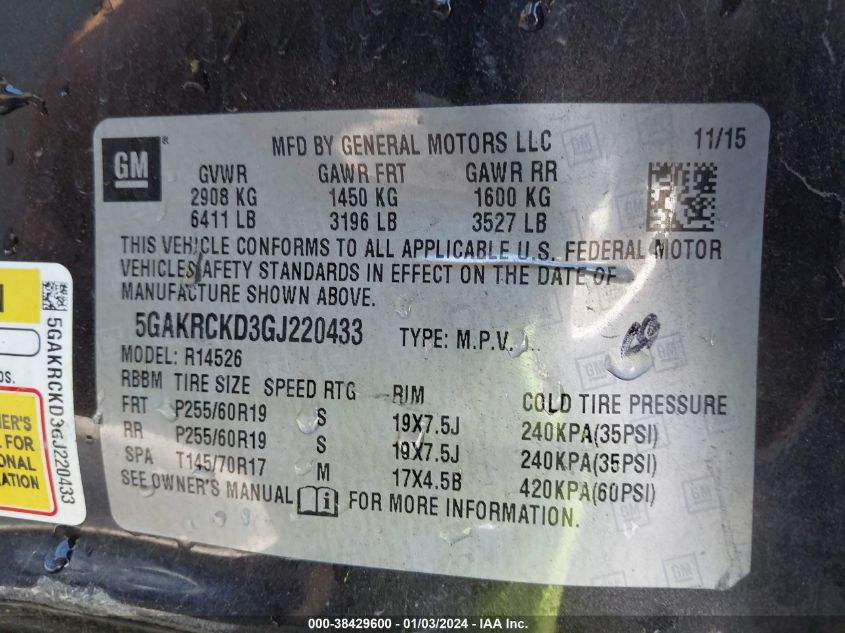 GM
®
MFD BY GENERAL MOTORS LLC 11/15
GVWR GAWR FRT GAWR RR
2908 KG 1450 KG 1600 KG
6411 LB 3196 LB 3527 LB
THIS VEHICLE CONFORMS TO ALL APPLICABLE U.S. FEDERAL MOTOR
VEHICLE SAFETY STANDARDS IN EFFECT ON THE DATE OF
MANUFACTURE SHOWN ABOVE.
5GAKRCKD3GJ220433 TYPE: M.P.V.
MODEL: R14526
RBBM TIRE SIZE SPEED RTG RIM COLD TIRE PRESSURE
FRT P255/60R19 S 19X7.5J 240KPA(35PSI)
RR P255/60R19 S 19X7.5J 240KPA(35PSI)
SPA T145/70R17 M 17X4.5B 420KPA(60PSI)
SEE OWNER'S MANUAL i FOR MORE INFORMATION.
GM
5GAKRCKD3GJ220433
OS.
FOR
000-38429600 - 01/03/2024 - IAA Inc.